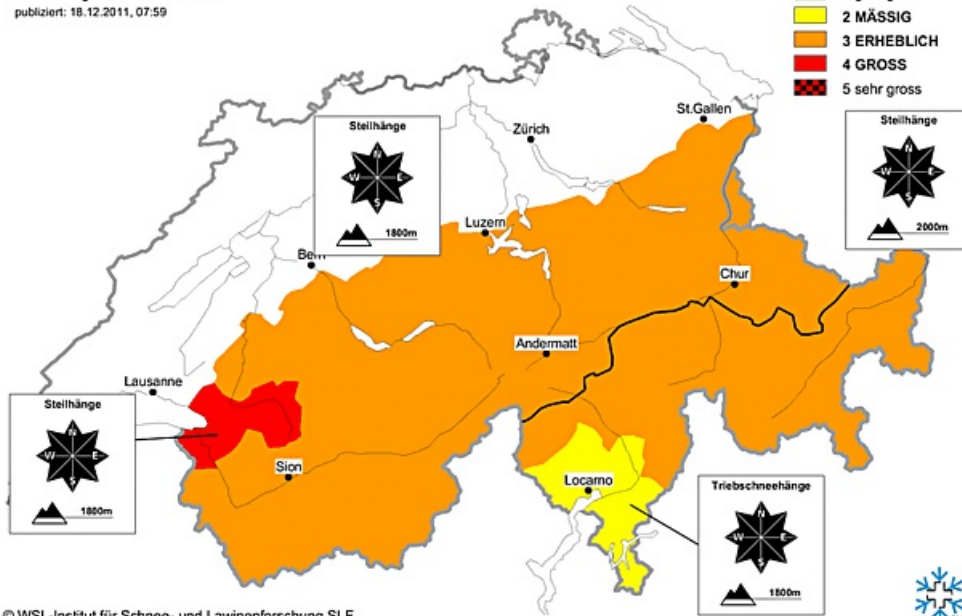 publiziert: 18.12.2011, 07:59
2 MÄSSIG
3 ERHEBLICH
4 GROSS
5 sehr gross
St.Gallen
Zürich
Steilhänge
N
W E
S
1800m
Steilhänge
N
W E
S
2000m
Luzern
Bern
Chur
Andermatt
Lausanne
Steilhänge
N
W E
S
1800m
Sion
Locarno
Triebschneehänge
N
W E
S
1800m
© WSL-Institut für Schnee- und Lawinenforschung SLF